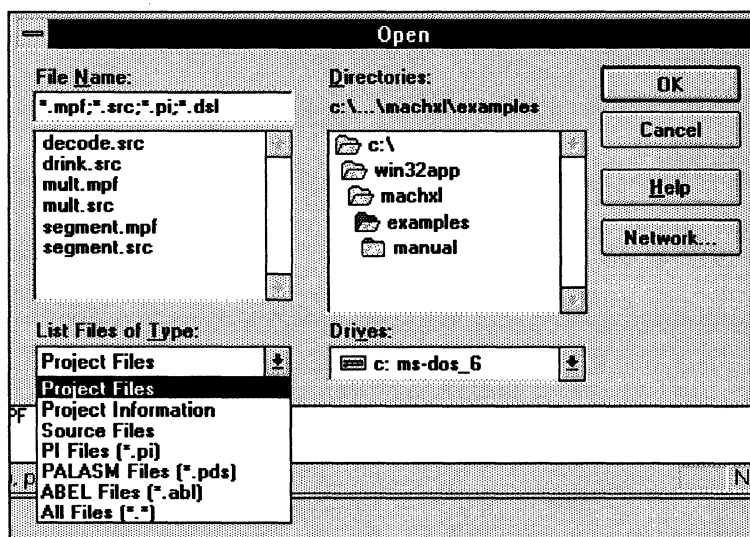 Open
File Name:
*.mpf;*.src;*.pi;*.dsl
decode.src
drink.src
mult.mpf
mult.src
segment.mpf
segment.src
List Files of Type:
Project Files
Project Files
Project Information
Source Files
PI Files (*.pi)
PALASM Files (*.pds)
ABEL Files (*.abl)
All Files (*.*)
Directories:
c:\...\machxl\examples
c:\
win32app
machxl
examples
manual
Drives:
c: ms-dos_6
OK
Cancel
Help
Network...
PF
, p
N